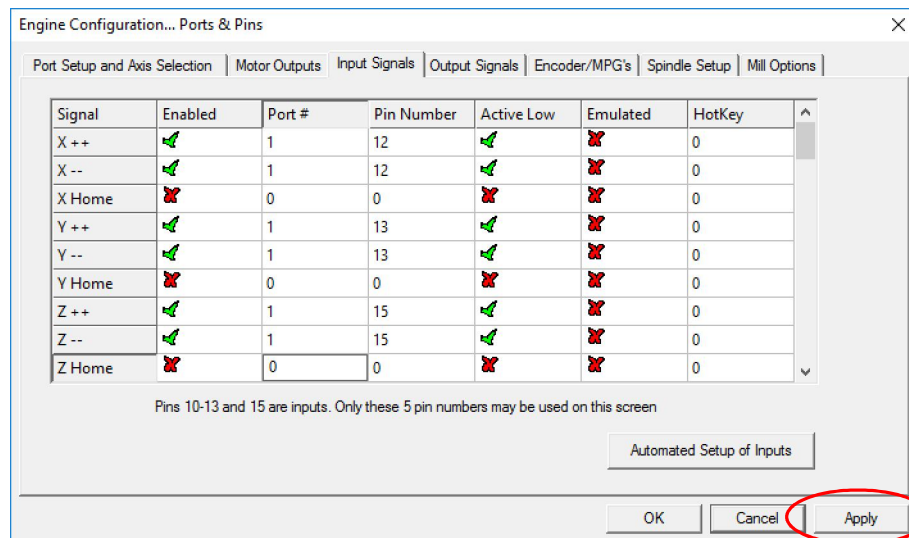 Engine Configuration... Ports & Pins
Port Setup and Axis Selection Motor Outputs Input Signals Output Signals Encoder/MPG's Spindle Setup Mill Options
Signal Enabled Port # Pin Number Active Low Emulated HotKey
X ++ 1 12 0
X -- 1 12 0
X Home 0 0 0
Y ++ 1 13 0
Y -- 1 13 0
Y Home 0 0 0
Z ++ 1 15 0
Z -- 1 15 0
Z Home 0 0 0
Pins 10-13 and 15 are inputs. Only these 5 pin numbers may be used on this screen
Automated Setup of Inputs
OK Cancel Apply